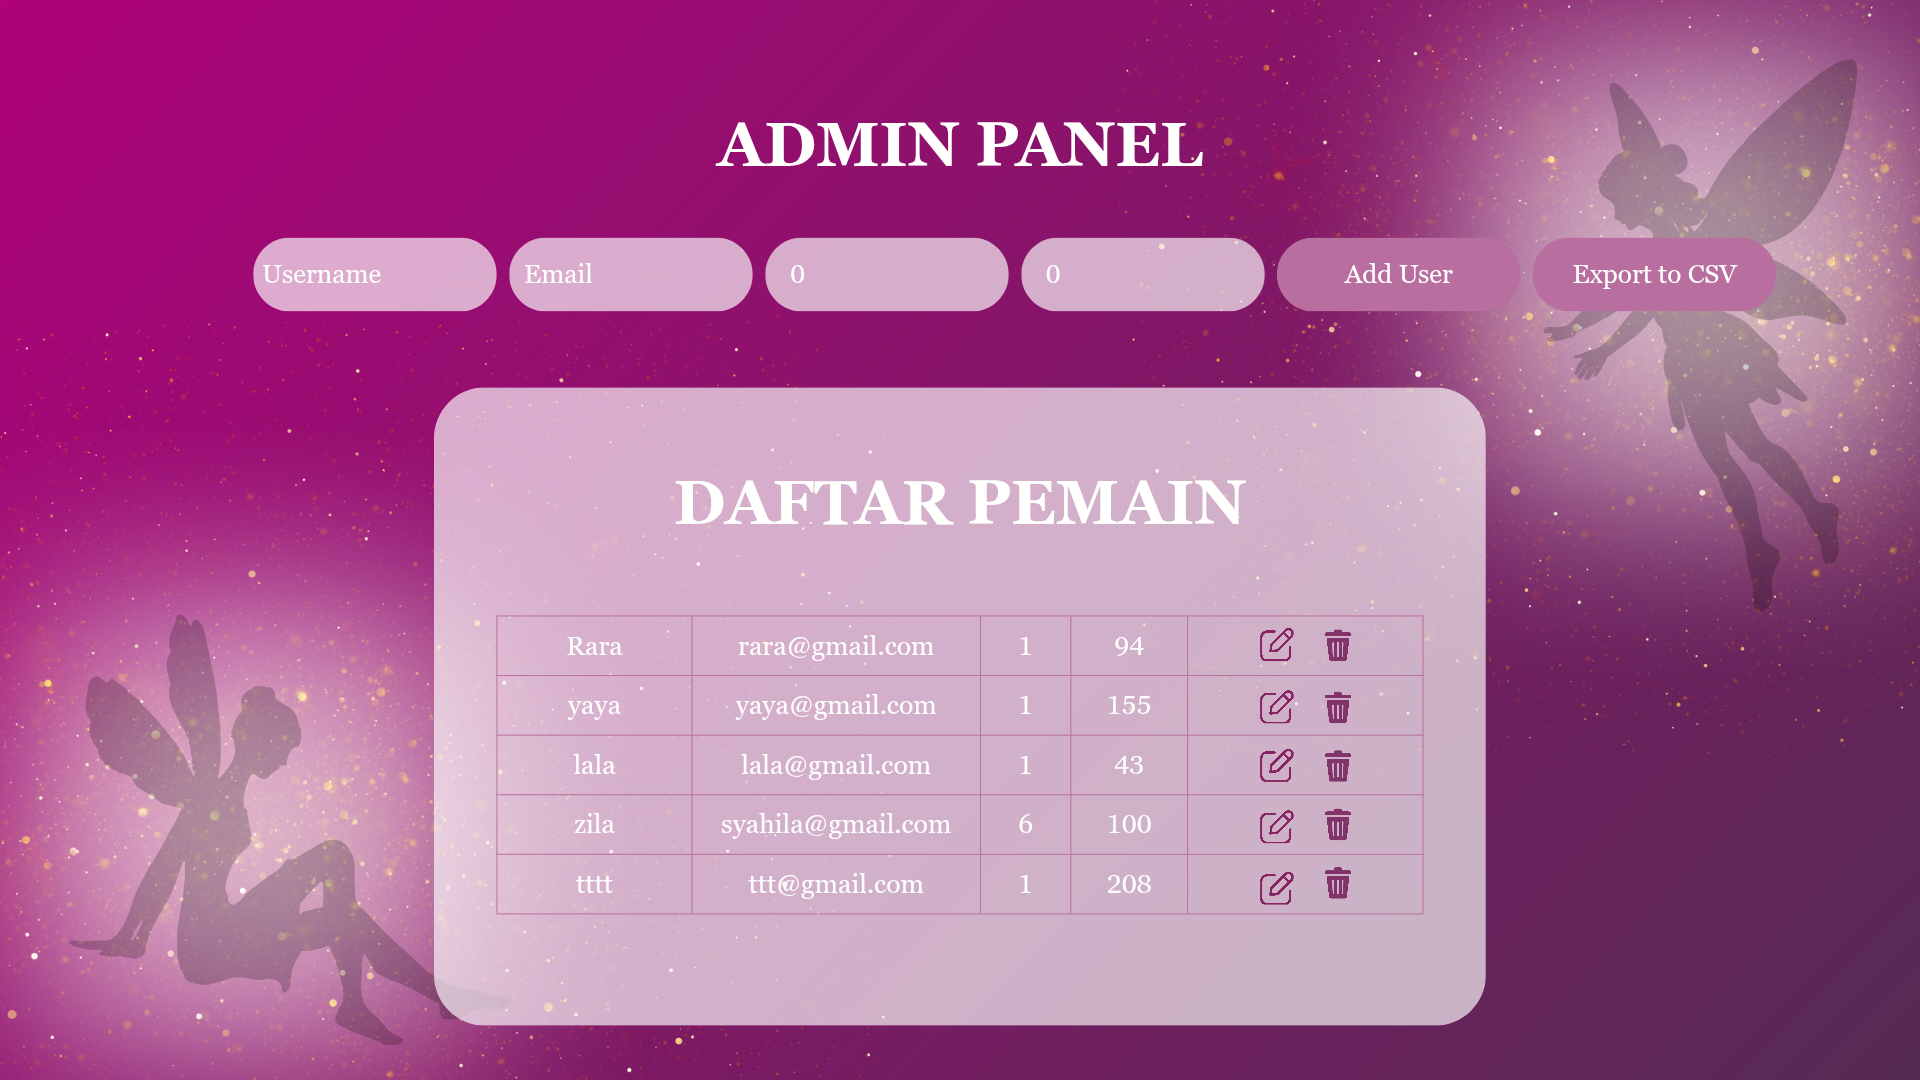 ADMIN PANEL
Username Email 0 0 Add User Export to CSV
DAFTAR PEMAIN
Rara rara@gmail.com 1 94
yaya yaya@gmail.com 1 155
lala lala@gmail.com 1 43
zila syahila@gmail.com 6 100
tttt ttt@gmail.com 1 208